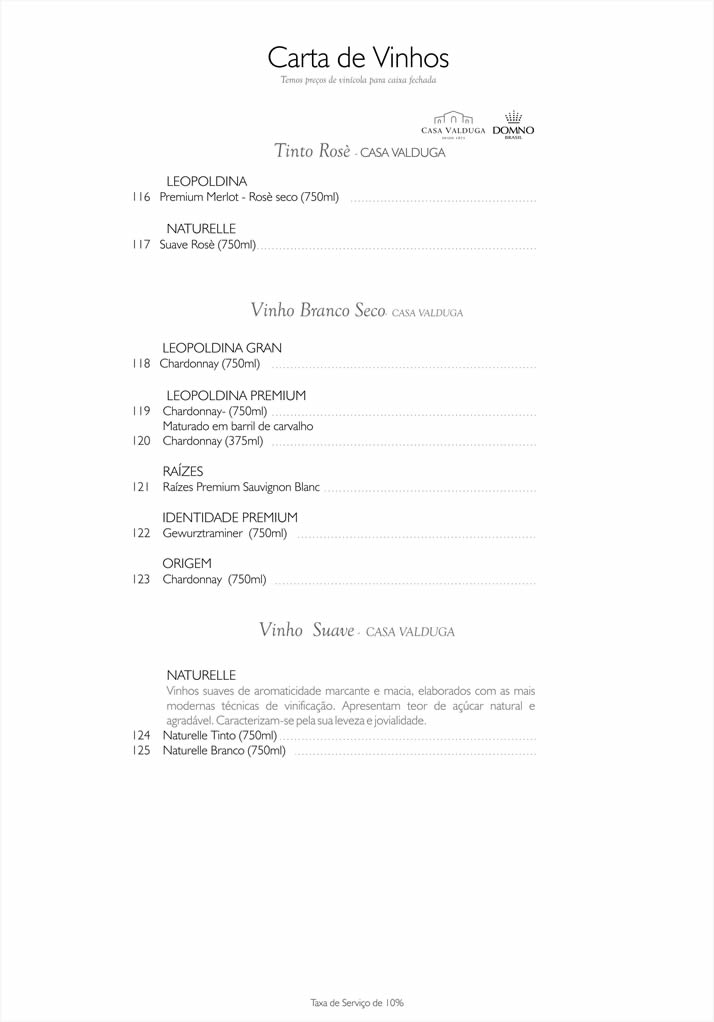 Carta de Vinhos
Temos preços de vinícola para caixa fechada
CASA VALDUGA DOMNO
DESDE 1875 BRASIL
Tinto Rosè - CASA VALDUGA
LEOPOLDINA
116 Premium Merlot - Rosè seco (750ml)
NATURELLE
117 Suave Rosè (750ml)
Vinho Branco Seco- CASA VALDUGA
LEOPOLDINA GRAN
118 Chardonnay (750ml)
LEOPOLDINA PREMIUM
119 Chardonnay- (750ml)
Maturado em barril de carvalho
120 Chardonnay (375ml)
RAÍZES
121 Raízes Premium Sauvignon Blanc
IDENTIDADE PREMIUM
122 Gewurztraminer (750ml)
ORIGEM
123 Chardonnay (750ml)
Vinho Suave - CASA VALDUGA
NATURELLE
Vinhos suaves de aromaticidade marcante e macia, elaborados com as mais
modernas técnicas de vinificação. Apresentam teor de açúcar natural e
agradável. Caracterizam-se pela sua leveza e jovialidade.
124 Naturelle Tinto (750ml)
125 Naturelle Branco (750ml)
Taxa de Serviço de 10%